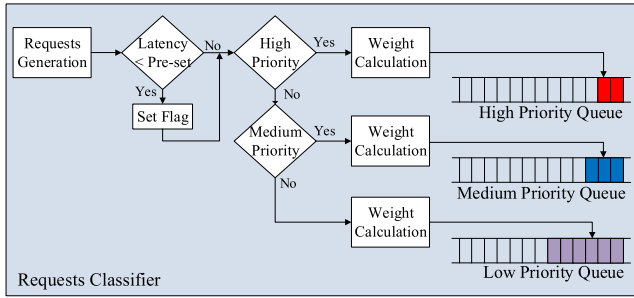 Requests
Generation
Latency
< Pre-set
No
Yes
Set Flag
High
Priority
Yes
No
Weight
Calculation
High Priority Queue
Medium
Priority
Yes
No
Weight
Calculation
Medium Priority Queue
Weight
Calculation
Low Priority Queue
Requests Classifier